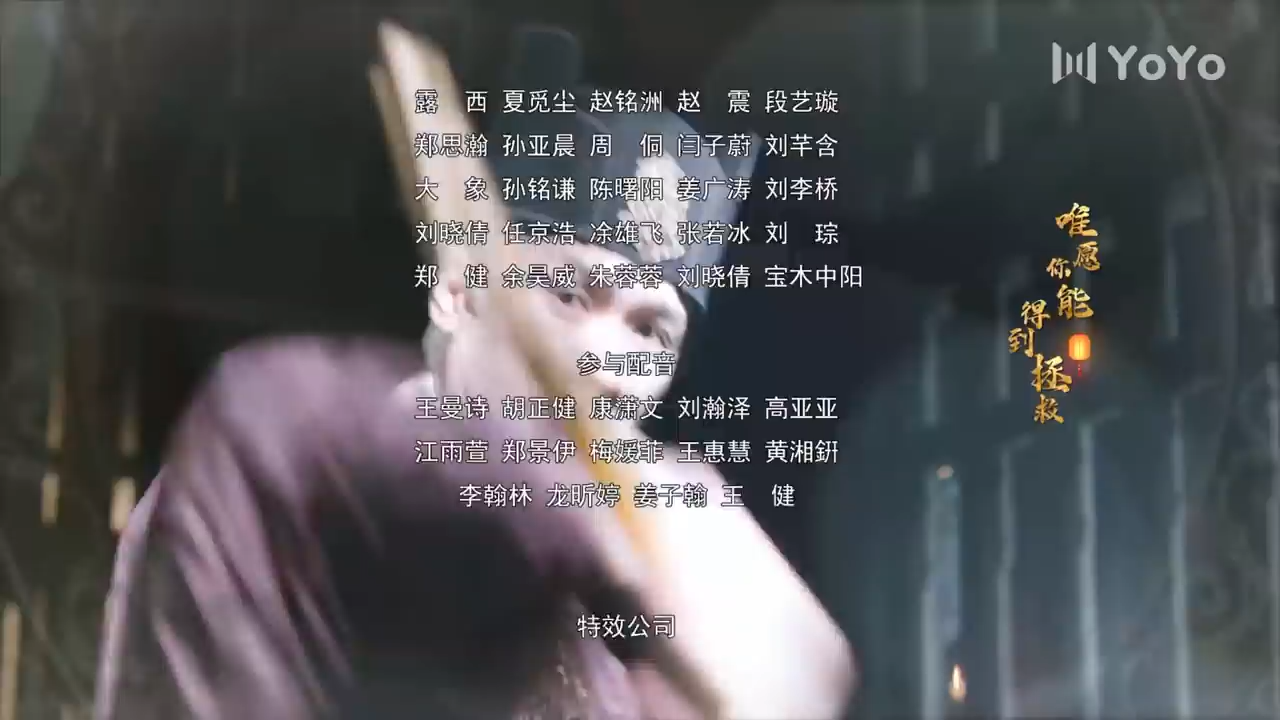 YoYo
露　西 夏觅尘 赵铭洲 赵　震 段艺璇
郑思瀚 孙亚晨 周　侗 闫子蔚 刘芊含
大　象 孙铭谦 陈曙阳 姜广涛 刘李桥
刘晓倩 任京浩 凃雄飞 张若冰 刘　琮
郑　健 余昊威 朱蓉蓉 刘晓倩 宝木中阳
参与配音
王曼诗 胡正健 康潇文 刘瀚泽 高亚亚
江雨萱 郑景伊 梅媛菲 王惠慧 黄湘銒
李翰林 龙昕婷 姜子翰 王　健
特效公司
唯愿你能得到拯救